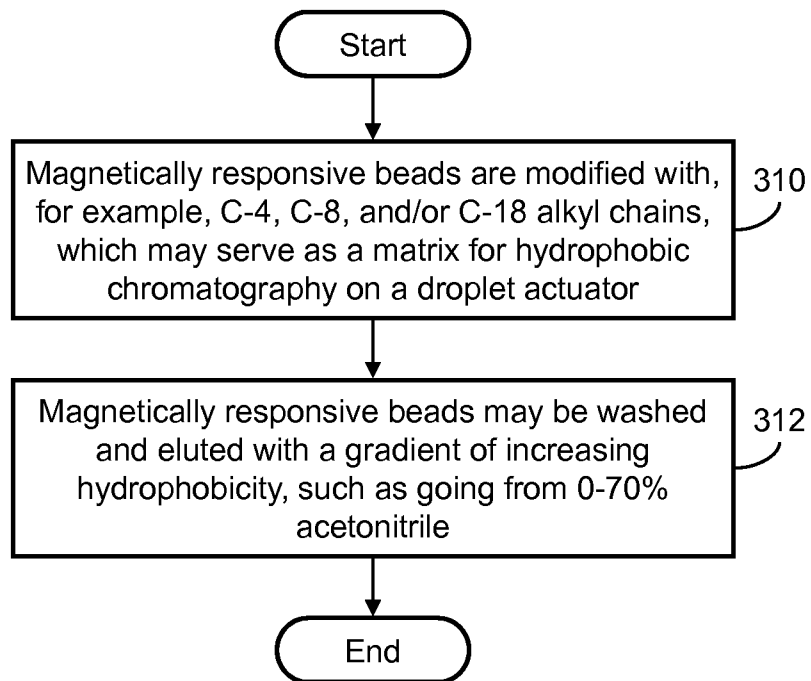 Start
Magnetically responsive beads are modified with,
for example, C-4, C-8, and/or C-18 alkyl chains,
which may serve as a matrix for hydrophobic
chromatography on a droplet actuator
310
Magnetically responsive beads may be washed
and eluted with a gradient of increasing
hydrophobicity, such as going from 0-70%
acetonitrile
312
End